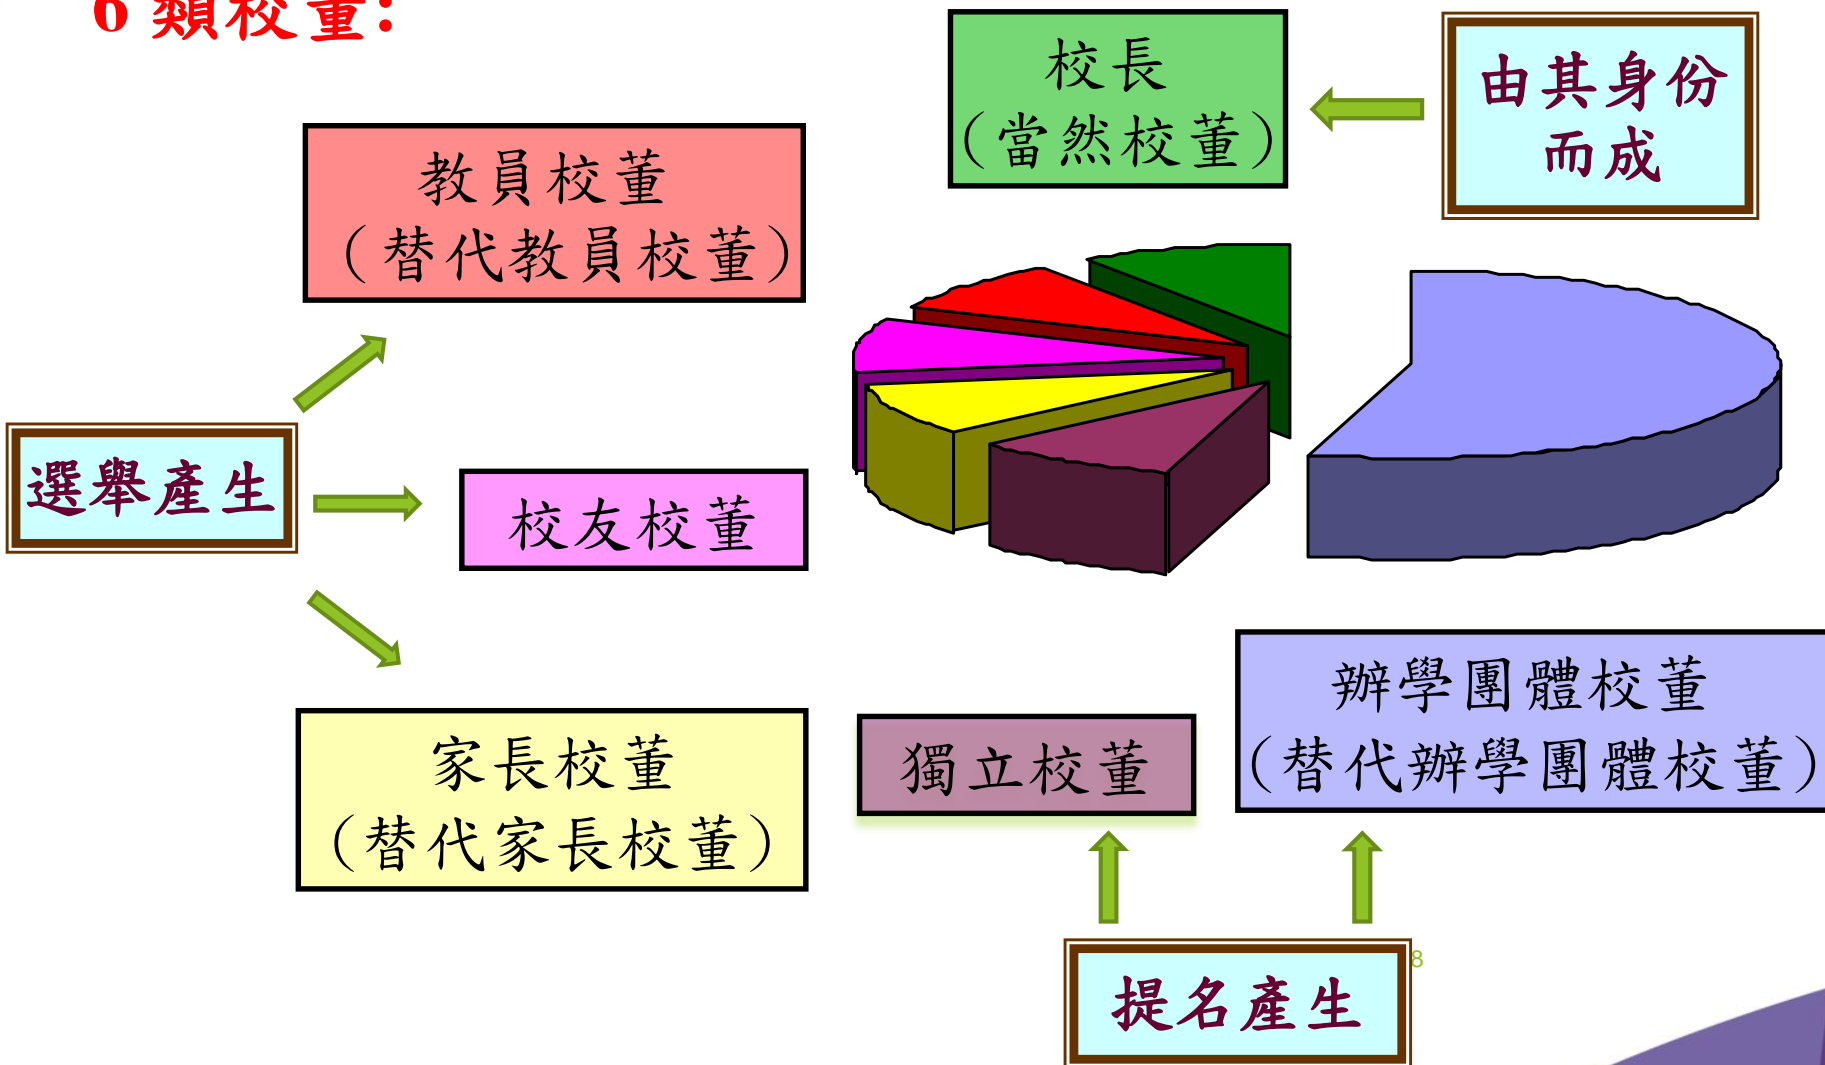 6 類校董:
校長
（當然校董）
由其身份
而成
教員校董
（替代教員校董）
選舉產生
校友校董
家長校董
（替代家長校董）
獨立校董
辦學團體校董
（替代辦學團體校董）
提名產生
8